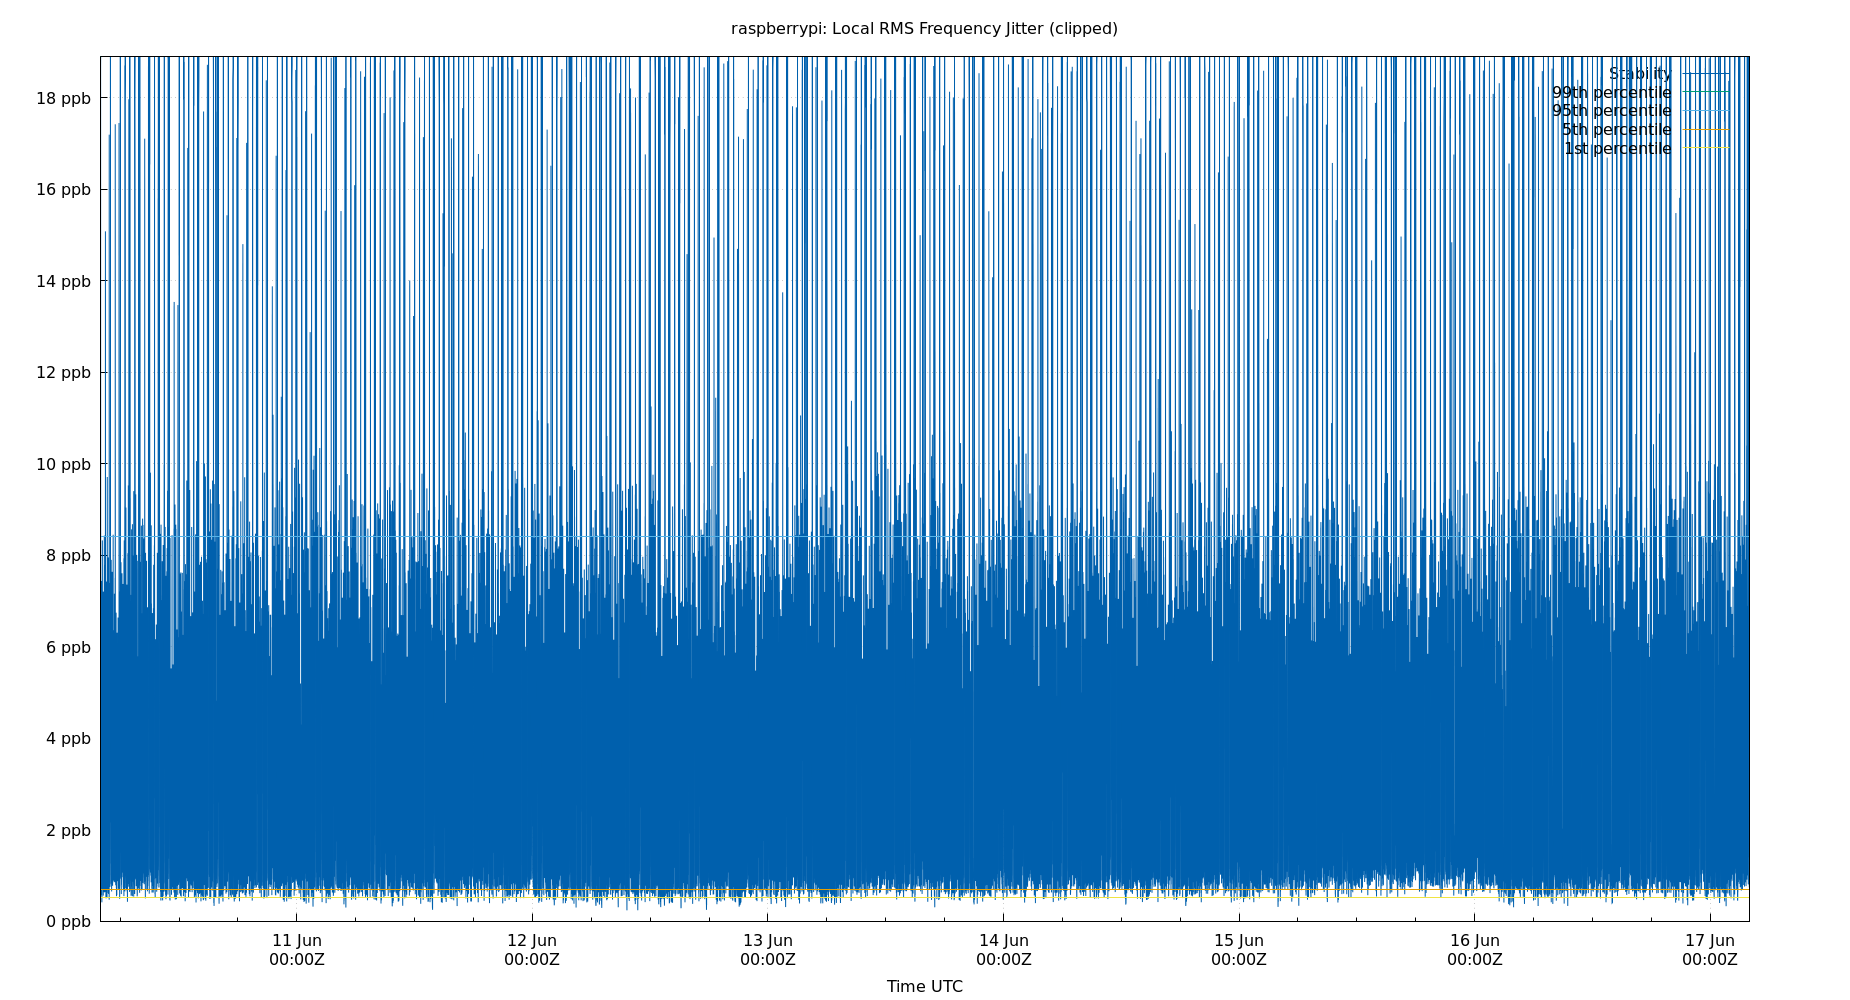 raspberrypi: Local RMS Frequency Jitter (clipped)
Stability
99th percentile
95th percentile
5th percentile
1st percentile
18 ppb
16 ppb
14 ppb
12 ppb
10 ppb
8 ppb
6 ppb
4 ppb
2 ppb
0 ppb
11 Jun 12 Jun 13 Jun 14 Jun 15 Jun 16 Jun 17 Jun
00:00Z 00:00Z 00:00Z 00:00Z 00:00Z 00:00Z 00:00Z
Time UTC